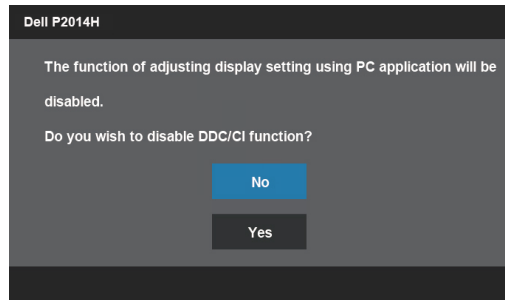 Dell P2014H
The function of adjusting display setting using PC application will be
disabled.
Do you wish to disable DDC/CI function?
No
Yes